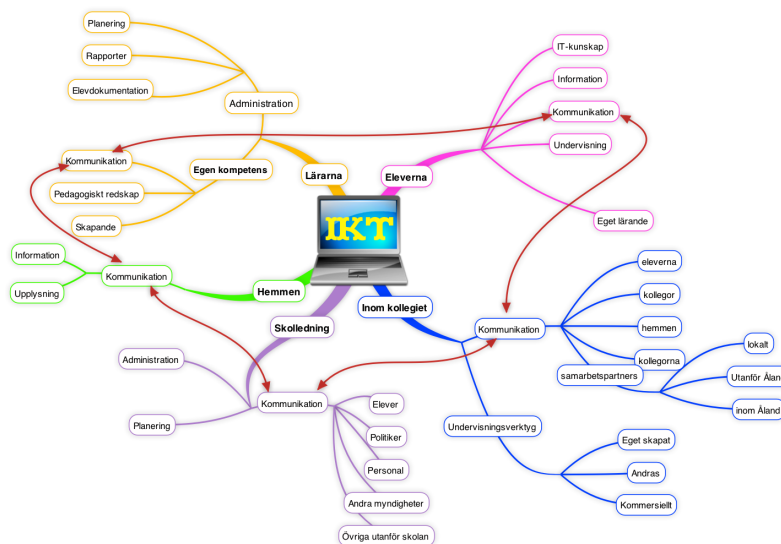 Planering
Rapporter
Elevdokumentation
Administration
Kommunikation
Egen kompetens
Pedagogiskt redskap
Skapande
Lärarna
Eleverna
IT-kunskap
Information
Kommunikation
Undervisning
Eget lärande
IKT
Information
Upplysning
Kommunikation
Hemmen
Skolledning
Administration
Planering
Kommunikation
Elever
Politiker
Personal
Andra myndigheter
Övriga utanför skolan
Inom kollegiet
Kommunikation
eleverna
kollegor
hemmen
kollegorna
samarbetspartners
lokalt
Utanför Åland
inom Åland
Undervisningsverktyg
Eget skapat
Andras
Kommersiellt